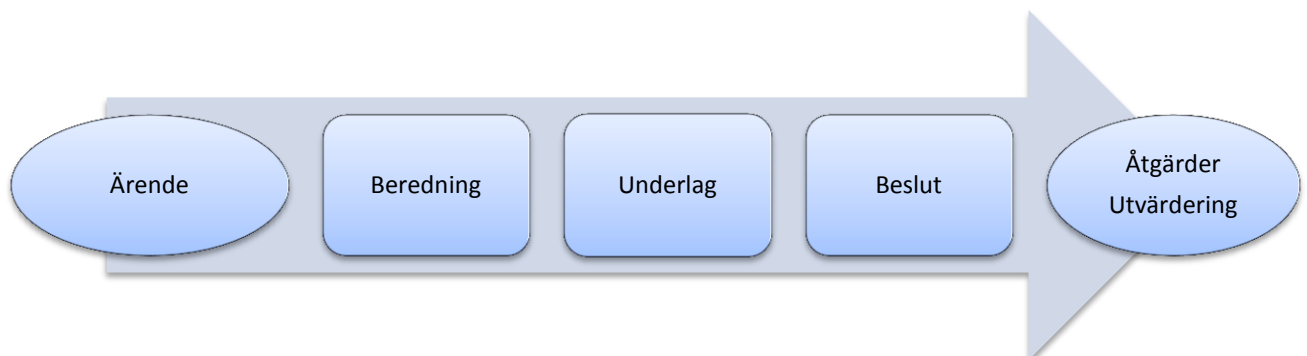 Ärende
Beredning
Underlag
Beslut
Åtgärder
Utvärdering